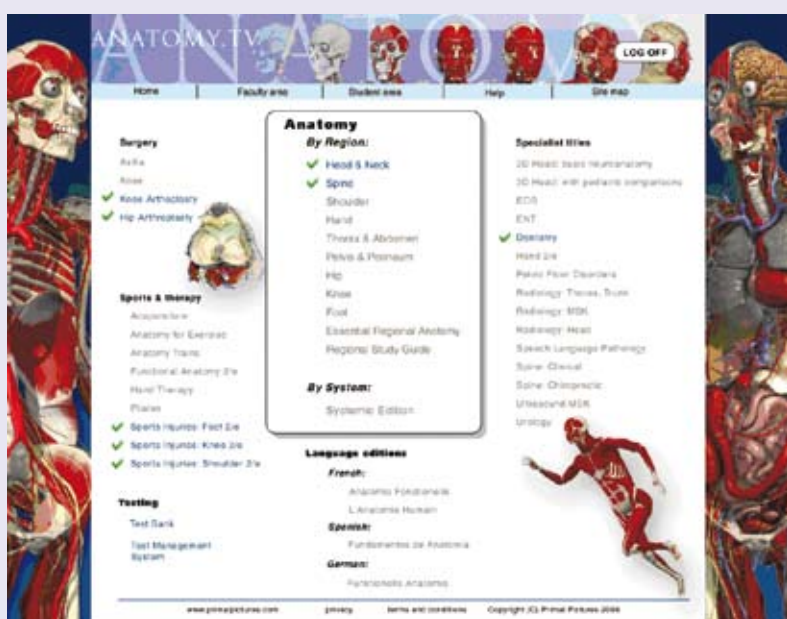 ANATOMY.TV
ANATOMY
LOG OFF
Home
Faculty area
Student area
Help
Site map
Surgery
Knee
Knee Arthroplasty
Hip Arthroplasty
Sports & therapy
Acupuncture
Anatomy for Exercise
Anatomy Trains
Functional Anatomy 2/e
Hand Therapy
Pilates
Sports Injuries: Foot 2/e
Sports Injuries: Knee 2/e
Sports Injuries: Shoulder 2/e
Testing
Test Bank
Test Management
System
Anatomy
By Region:
Head & Neck
Spine
Shoulder
Hand
Thorax & Abdomen
Pelvis & Perineum
Hip
Knee
Foot
Essential Regional Anatomy
Regional Study Guide
By System:
Systemic Edition
Language editions
French:
Anatomie Fonctionelle
L'Anatomie Humain
Spanish:
Fundamentos de Anatomia
German:
Funktionelle Anatomie
Specialist titles
3D Head: basic neuroanatomy
3D Head: with pediatric comparisons
ENT
Dentistry
Hand 2/e
Pelvic Floor Disorders
Radiology: Thorax, Trunk
Radiology: MSK
Radiology: Head
Speech Language Pathology
Spine: Clinical
Spine: Chiropractic
Ultrasound MSK
Urology
www.primalpictures.com
privacy
terms and conditions
Copyright (C) Primal Pictures